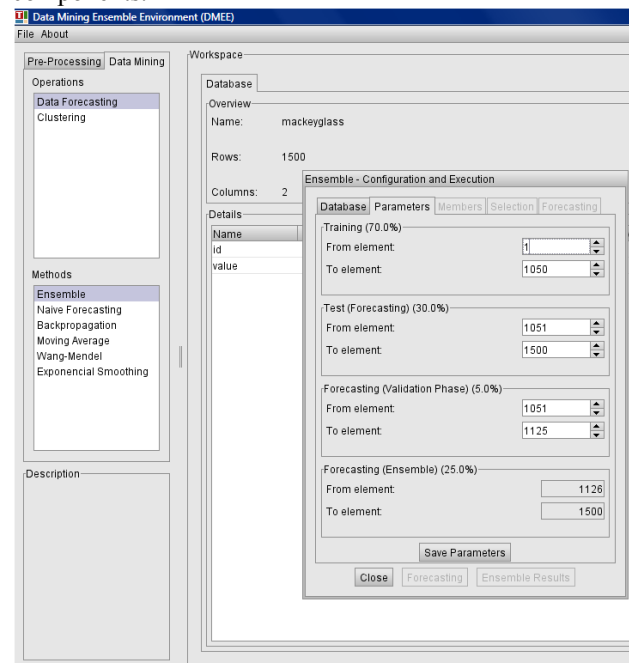 components.
Data Mining Ensemble Environment (DMEE)
File About
Pre-Processing Data Mining
Operations
Data Forecasting
Clustering
Methods
Ensemble
Naive Forecasting
Backpropagation
Moving Average
Wang-Mendel
Exponencial Smoothing
Description
Workspace
Database
Overview
Name: mackeyglass
Rows: 1500
Columns: 2
Details
Name
id
value
Ensemble - Configuration and Execution
Database Parameters Members Selection Forecasting
Training (70.0%)
From element: 1
To element: 1050
Test (Forecasting) (30.0%)
From element: 1051
To element: 1500
Forecasting (Validation Phase) (5.0%)
From element: 1051
To element: 1125
Forecasting (Ensemble) (25.0%)
From element: 1126
To element: 1500
Save Parameters
Close Forecasting Ensemble Results